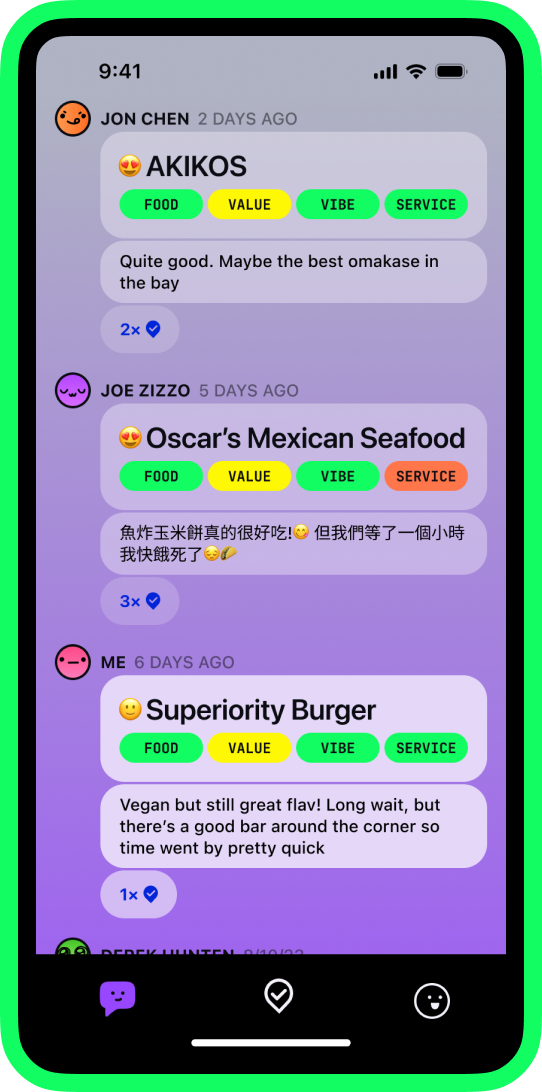 9:41
JON CHEN 2 DAYS AGO
😍 AKIKOS
FOOD VALUE VIBE SERVICE
Quite good. Maybe the best omakase in
the bay
2×
JOE ZIZZO 5 DAYS AGO
😍 Oscar’s Mexican Seafood
FOOD VALUE VIBE SERVICE
魚炸玉米餅真的很好吃!😋 但我們等了一個小時
我快餓死了😔🌮
3×
ME 6 DAYS AGO
🙂 Superiority Burger
FOOD VALUE VIBE SERVICE
Vegan but still great flav! Long wait, but
there’s a good bar around the corner so
time went by pretty quick
1×
DEREK HUNTEN